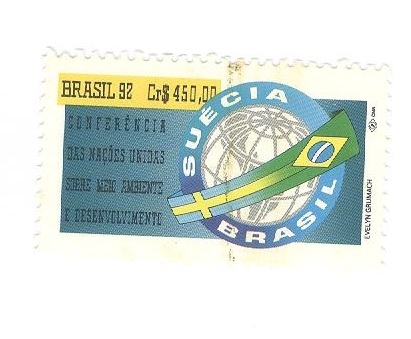 BRASIL 92 Cr$ 450,00
CONFERÊNCIA
DAS NAÇÕES UNIDAS
SOBRE MEIO AMBIENTE
E DESENVOLVIMENTO
SUÉCIA
BRASIL
EVELYN GRUMACH